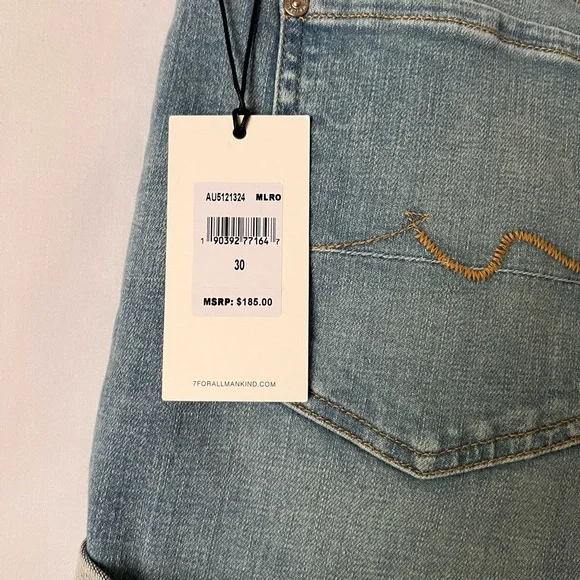 AU5121324 MLRO
1 90392 77164 7
30
MSRP: $185.00
7FORALLMANKIND.COM